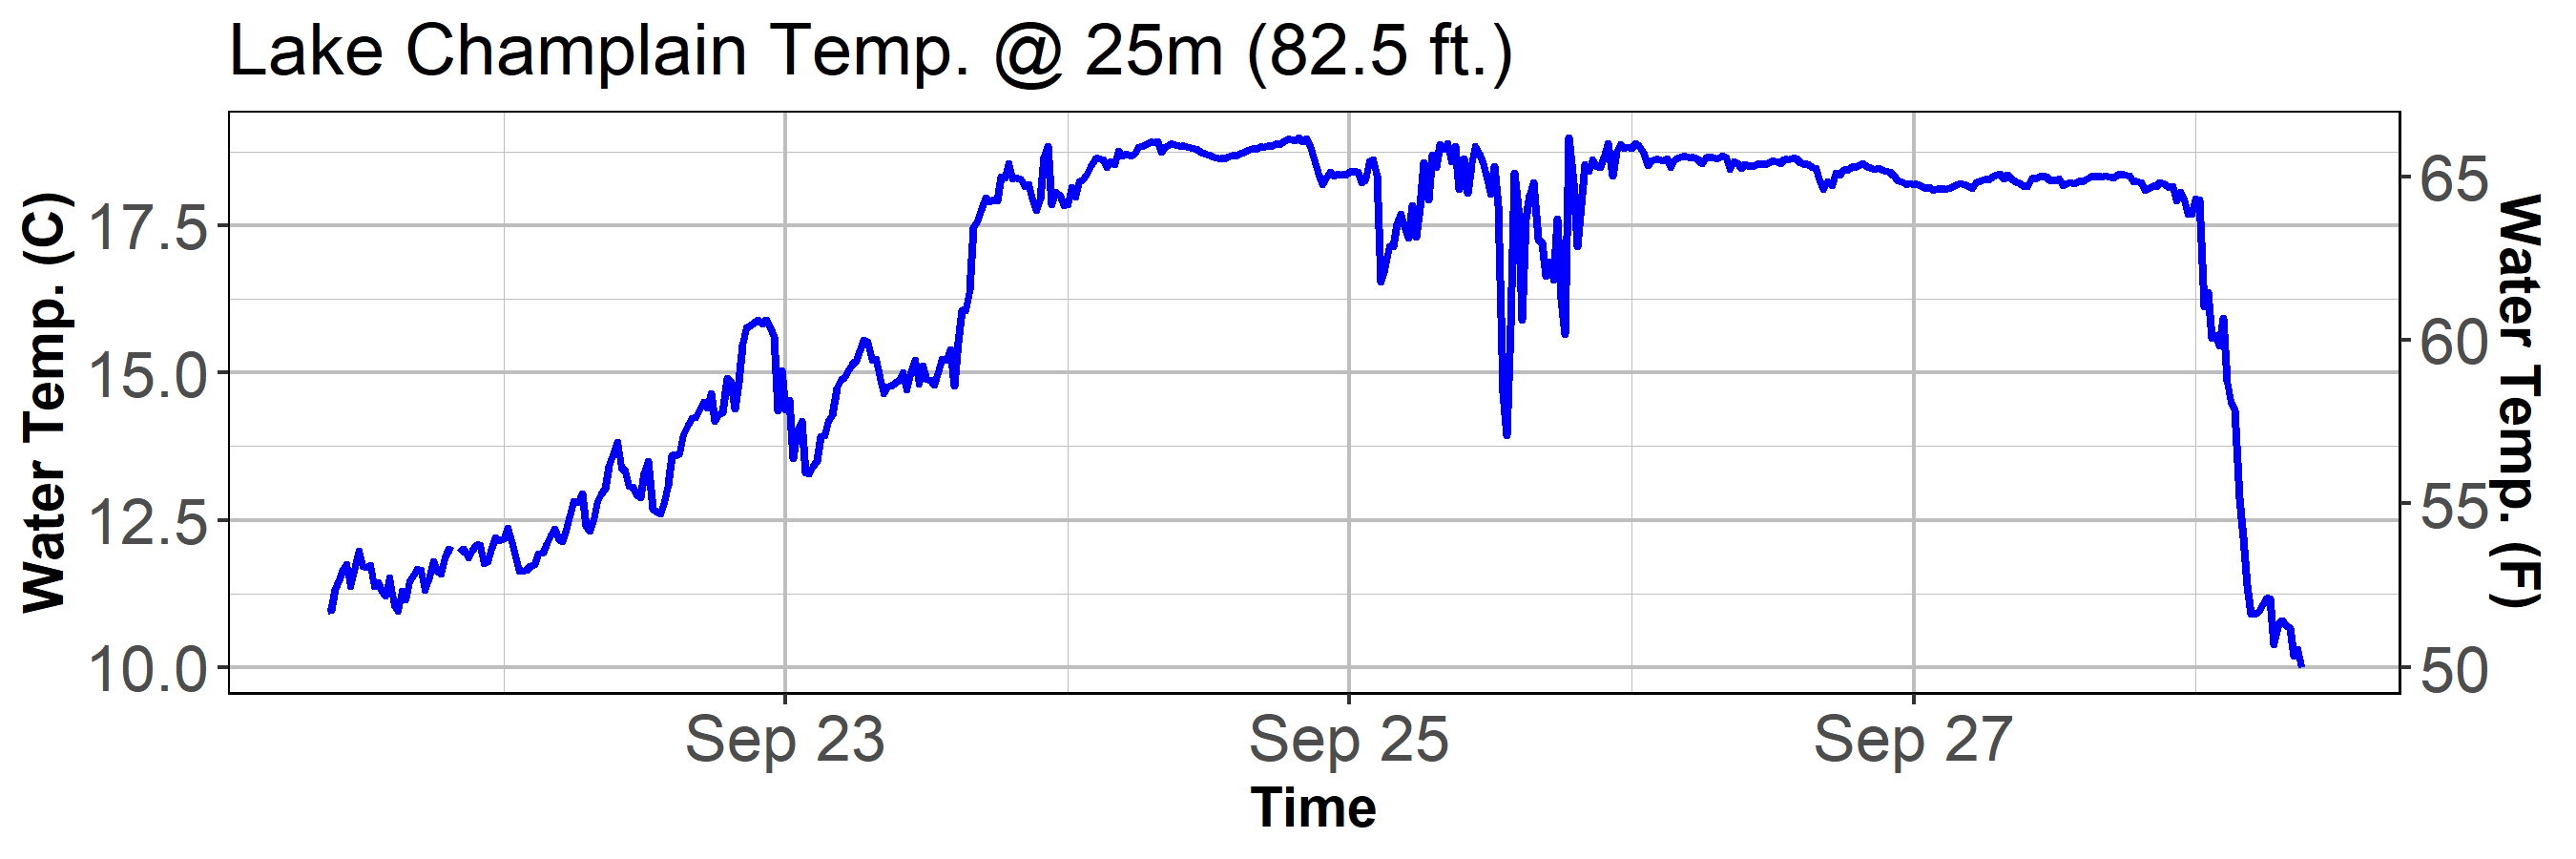 Lake Champlain Temp. @ 25m (82.5 ft.)
Water Temp. (C)
17.5
15.0
12.5
10.0
65
60
55
50
Water Temp. (F)
Sep 23
Sep 25
Sep 27
Time